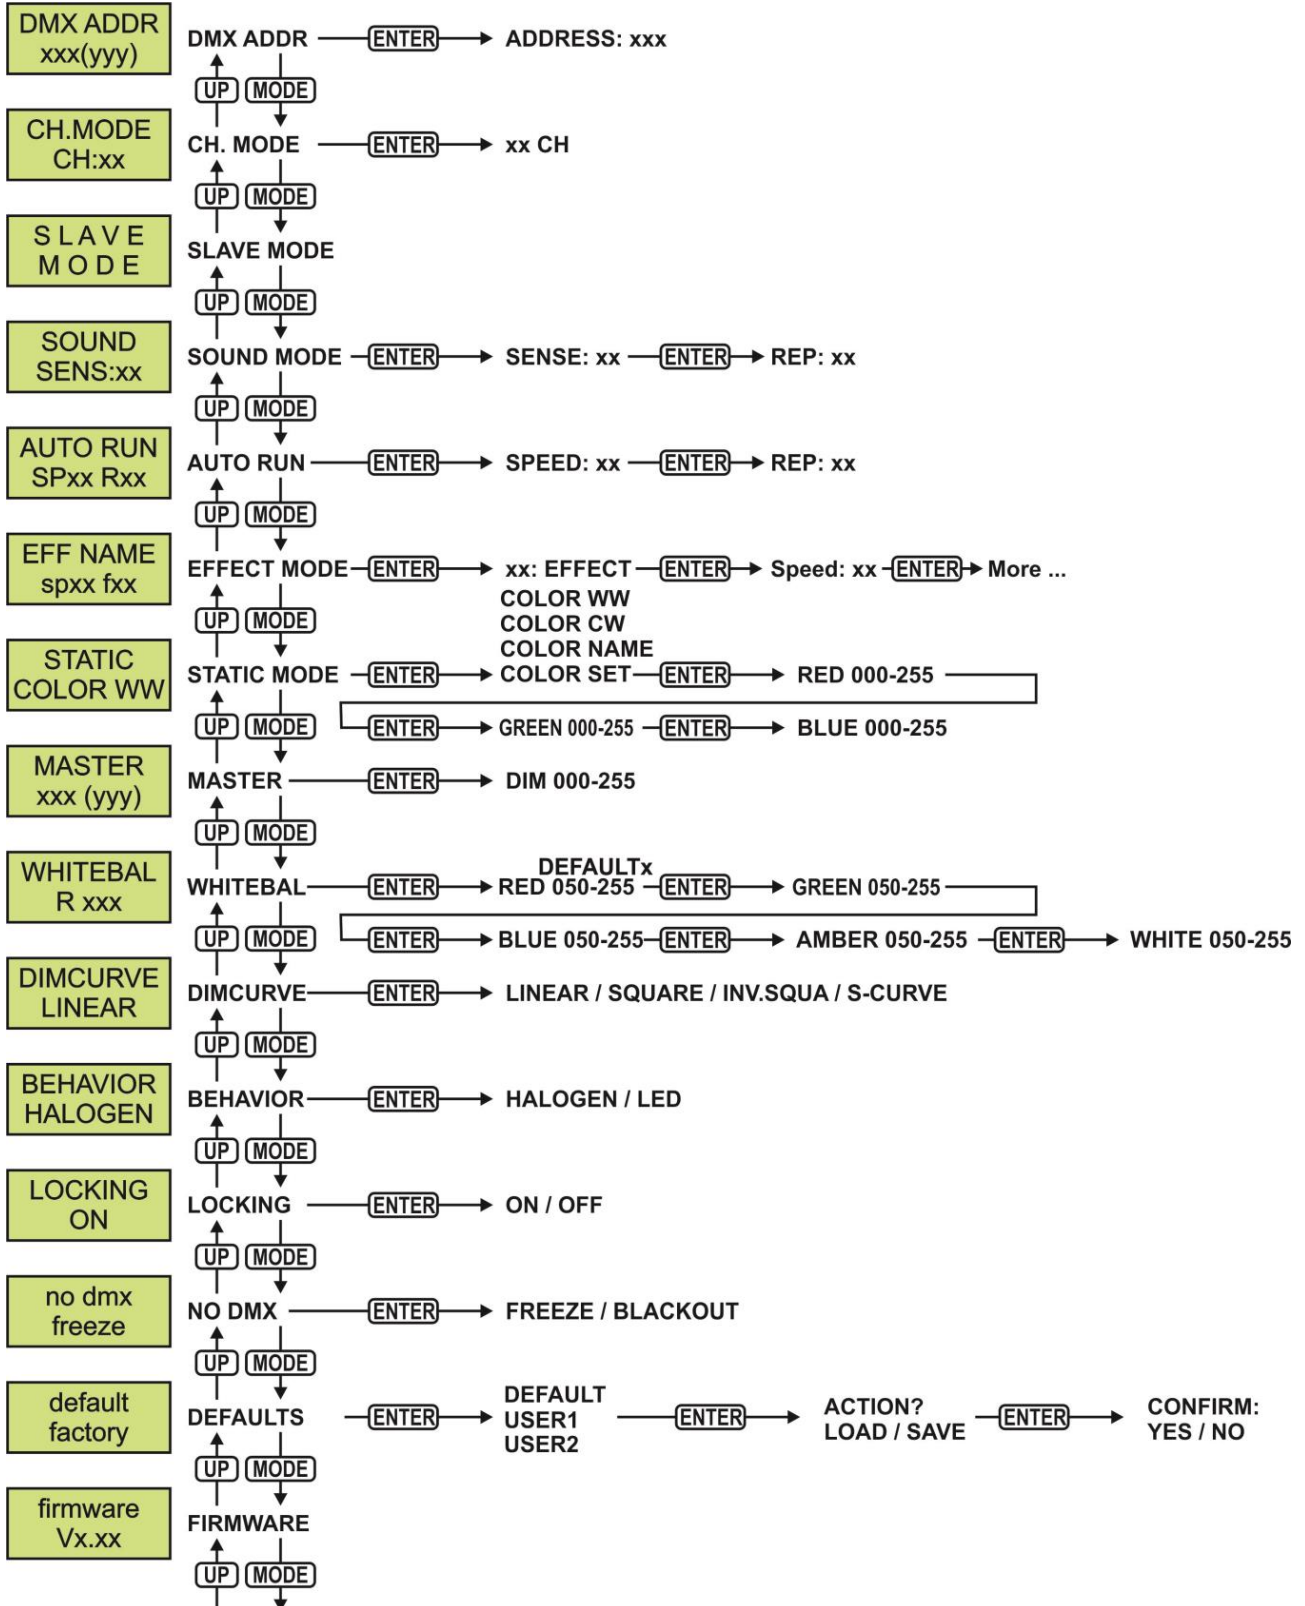 DMX ADDR
xxx(yyy)
DMX ADDR ENTER ADDRESS: xxx
UP MODE
CH.MODE
CH:xx
CH. MODE ENTER xx CH
UP MODE
S L A V E
M O D E
SLAVE MODE
UP MODE
SOUND
SENS:xx
SOUND MODE ENTER SENSE: xx ENTER REP: xx
UP MODE
AUTO RUN
SPxx Rxx
AUTO RUN ENTER SPEED: xx ENTER REP: xx
UP MODE
EFF NAME
spxx fxx
EFFECT MODE ENTER xx: EFFECT ENTER Speed: xx ENTER More ...
UP MODE
STATIC
COLOR WW
COLOR WW
COLOR CW
COLOR NAME
STATIC MODE ENTER COLOR SET ENTER RED 000-255
ENTER GREEN 000-255 ENTER BLUE 000-255
UP MODE
MASTER
xxx (yyy)
MASTER ENTER DIM 000-255
UP MODE
WHITEBAL
R xxx
DEFAULTx
WHITEBAL ENTER RED 050-255 ENTER GREEN 050-255
ENTER BLUE 050-255 ENTER AMBER 050-255 ENTER WHITE 050-255
UP MODE
DIMCURVE
LINEAR
DIMCURVE ENTER LINEAR / SQUARE / INV.SQUA / S-CURVE
UP MODE
BEHAVIOR
HALOGEN
BEHAVIOR ENTER HALOGEN / LED
UP MODE
LOCKING
ON
LOCKING ENTER ON / OFF
UP MODE
no dmx
freeze
NO DMX ENTER FREEZE / BLACKOUT
UP MODE
default
factory
DEFAULTS ENTER
DEFAULT
USER1
USER2
ENTER
ACTION?
LOAD / SAVE
ENTER
CONFIRM:
YES / NO
UP MODE
firmware
Vx.xx
FIRMWARE
UP MODE